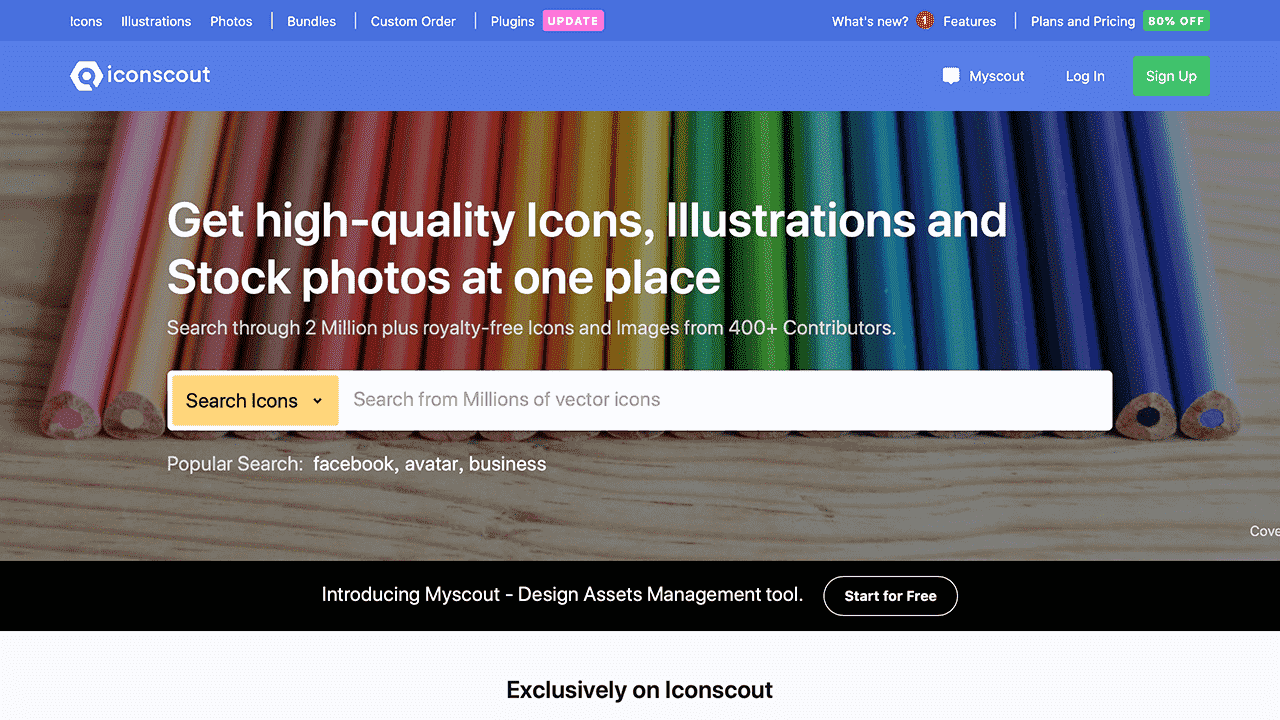 Icons Illustrations Photos Bundles Custom Order Plugins UPDATE What's new? 1 Features Plans and Pricing 80% OFF
iconscout Myscout Log In Sign Up
Get high-quality Icons, Illustrations and
Stock photos at one place
Search through 2 Million plus royalty-free Icons and Images from 400+ Contributors.
Search Icons Search from Millions of vector icons
Popular Search: facebook, avatar, business
Cove
Introducing Myscout - Design Assets Management tool. Start for Free
Exclusively on Iconscout